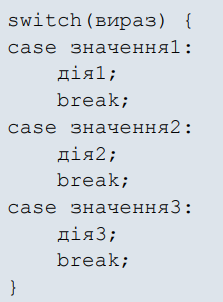 switch(вираз) {
case значення1:
    дія1;
    break;
case значення2:
    дія2;
    break;
case значення3:
    дія3;
    break;
}